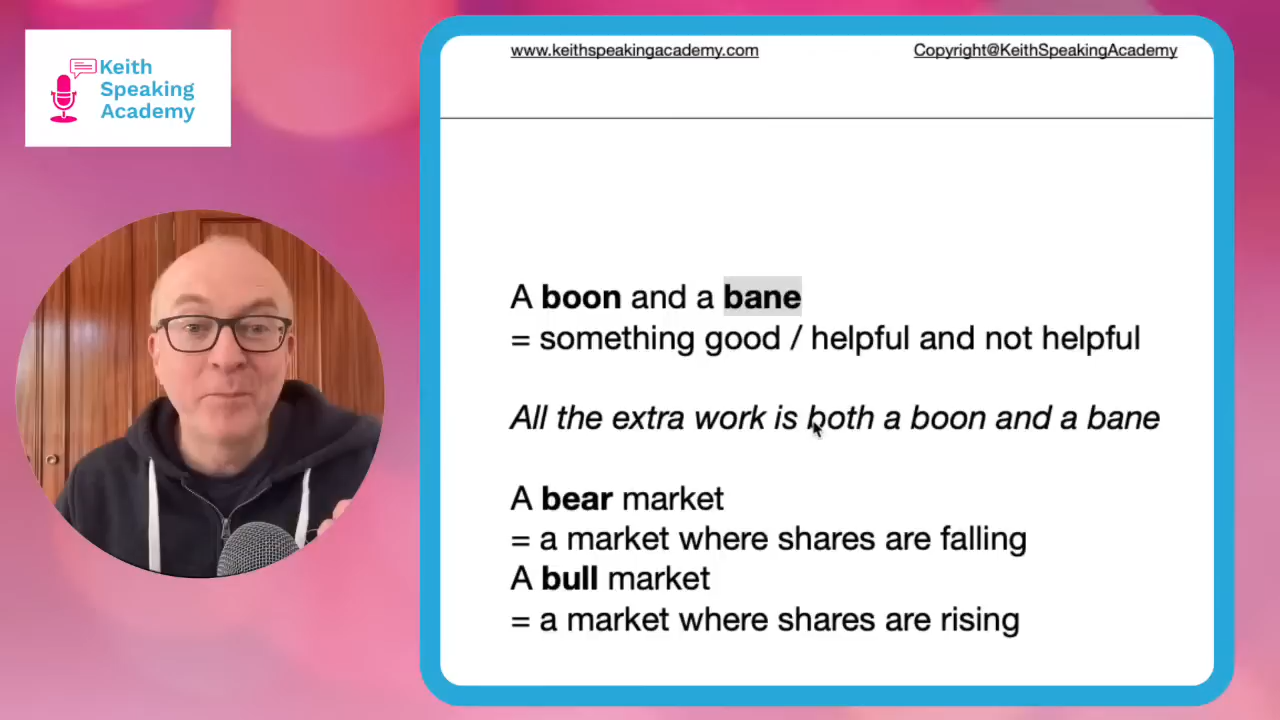 Keith
Speaking
Academy
www.keithspeakingacademy.com
Copyright@KeithSpeakingAcademy
A boon and a bane
= something good / helpful and not helpful
All the extra work is both a boon and a bane
A bear market
= a market where shares are falling
A bull market
= a market where shares are rising